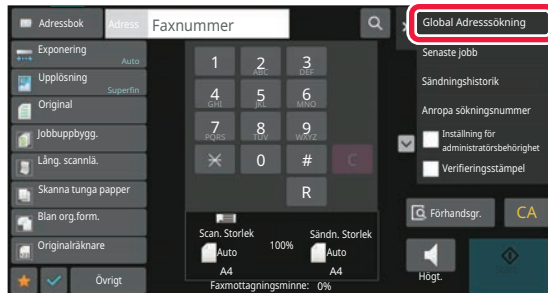 Adressbok
Adress
Faxnummer
Exponering
Auto
Upplösning
Superfin
Original
Jobbuppbygg.
Lång. scannlä.
Skanna tunga papper
Blan org.form.
Originalräknare
Övrigt
1
2
ABC
3
DEF
4
GHI
5
JKL
6
MNO
7
PQRS
8
TUV
9
WXYZ
0
#
C
R
Scan. Storlek
Auto
A4
100%
Sändn. Storlek
Auto
A4
Faxmottagningsminne: 0%
Global Adresssökning
Senaste jobb
Sändningshistorik
Anropa sökningsnummer
Inställning för
administratörsbehörighet
Verifieringsstämpel
Förhandsgr.
CA
Högt.
Start